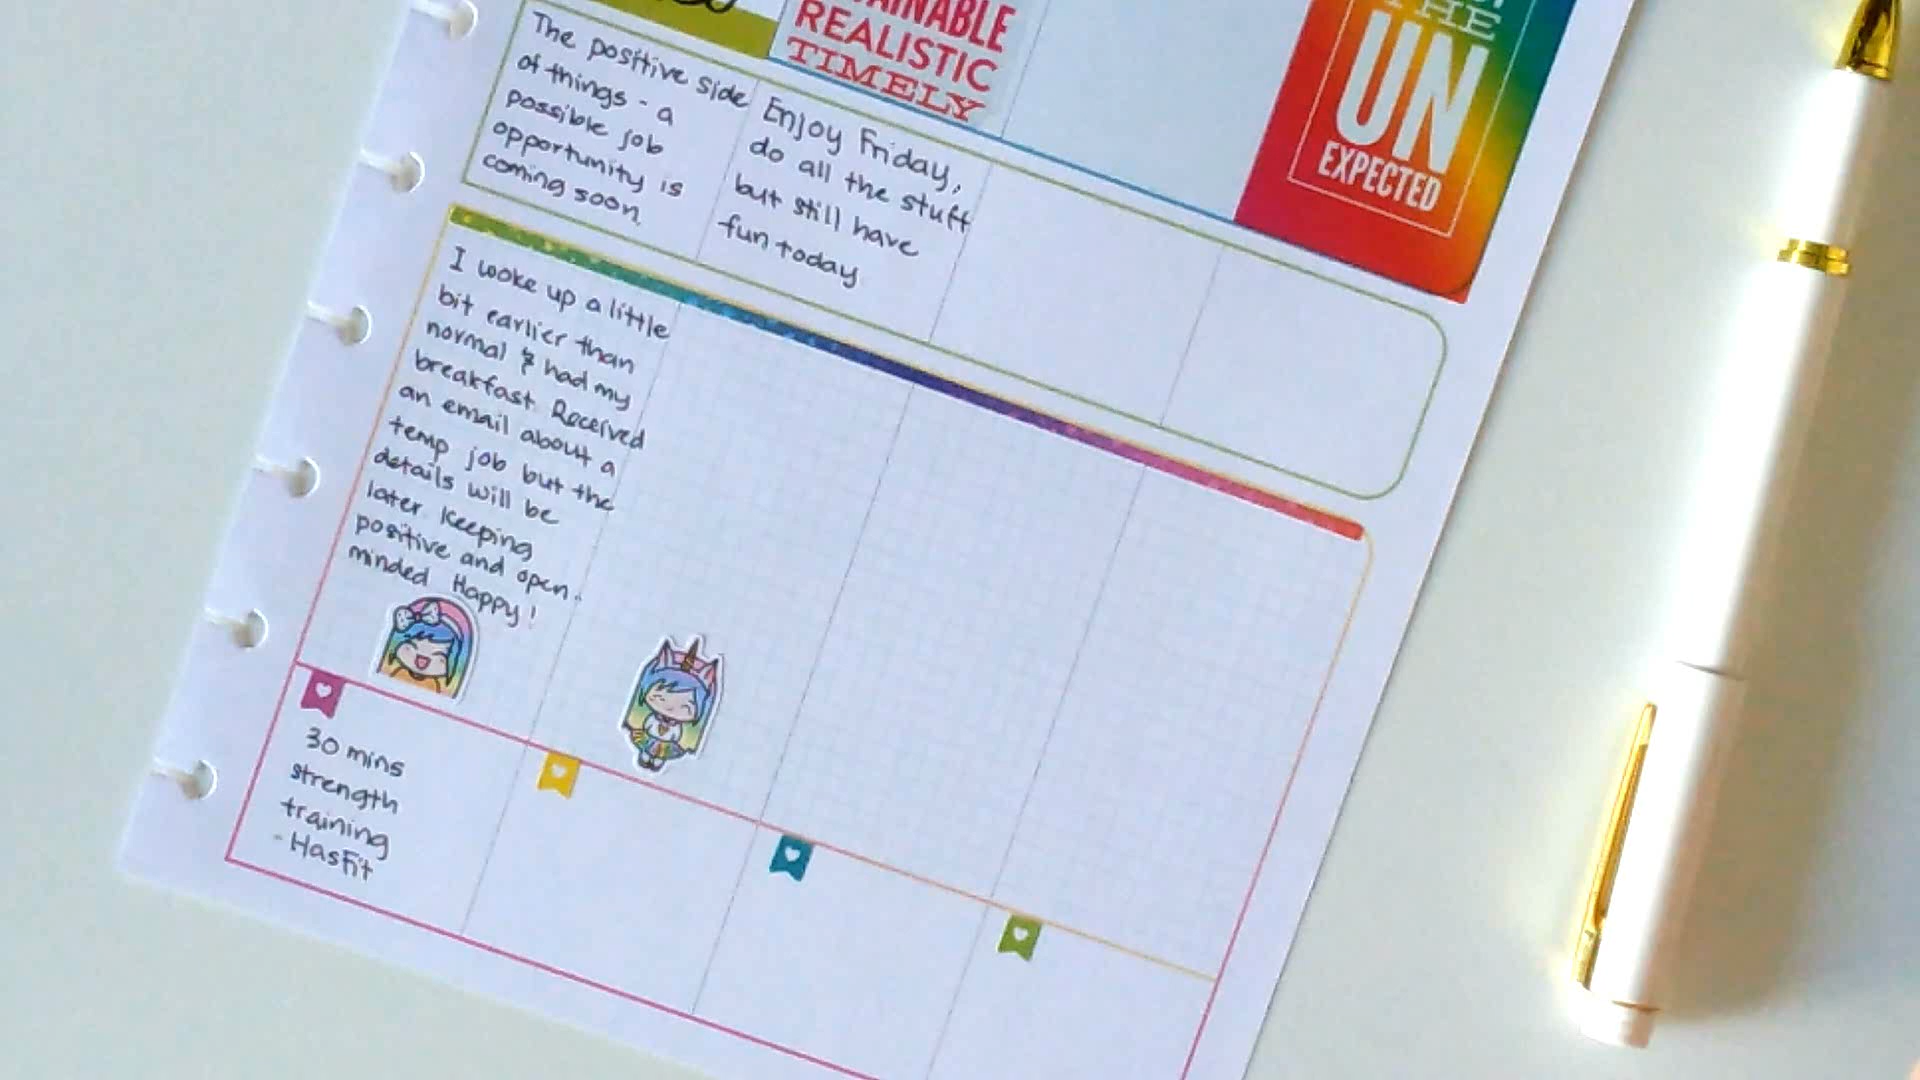 REALISTIC
TIMELY
THE
UN
EXPECTED
The positive side
of things - a
possible job
opportunity is
coming soon.
Enjoy Friday,
do all the stuff
but still have
fun today
I woke up a little
bit earlier than
normal & had my
breakfast. Received
an email about a
temp job but the
details will be
later. Keeping
positive and open-
minded. Happy!
30 mins
strength
training
- HasFit